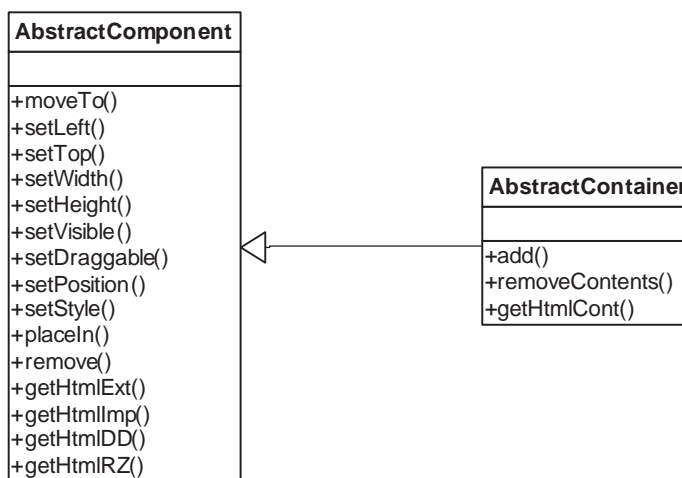 AbstractComponent
+moveTo()
+setLeft()
+setTop()
+setWidth()
+setHeight()
+setVisible()
+setDraggable()
+setPosition()
+setStyle()
+placeIn()
+remove()
+getHtmlExt()
+getHtmlImp()
+getHtmlDD()
+getHtmlRZ()
AbstractContainer
+add()
+removeContents()
+getHtmlCont()